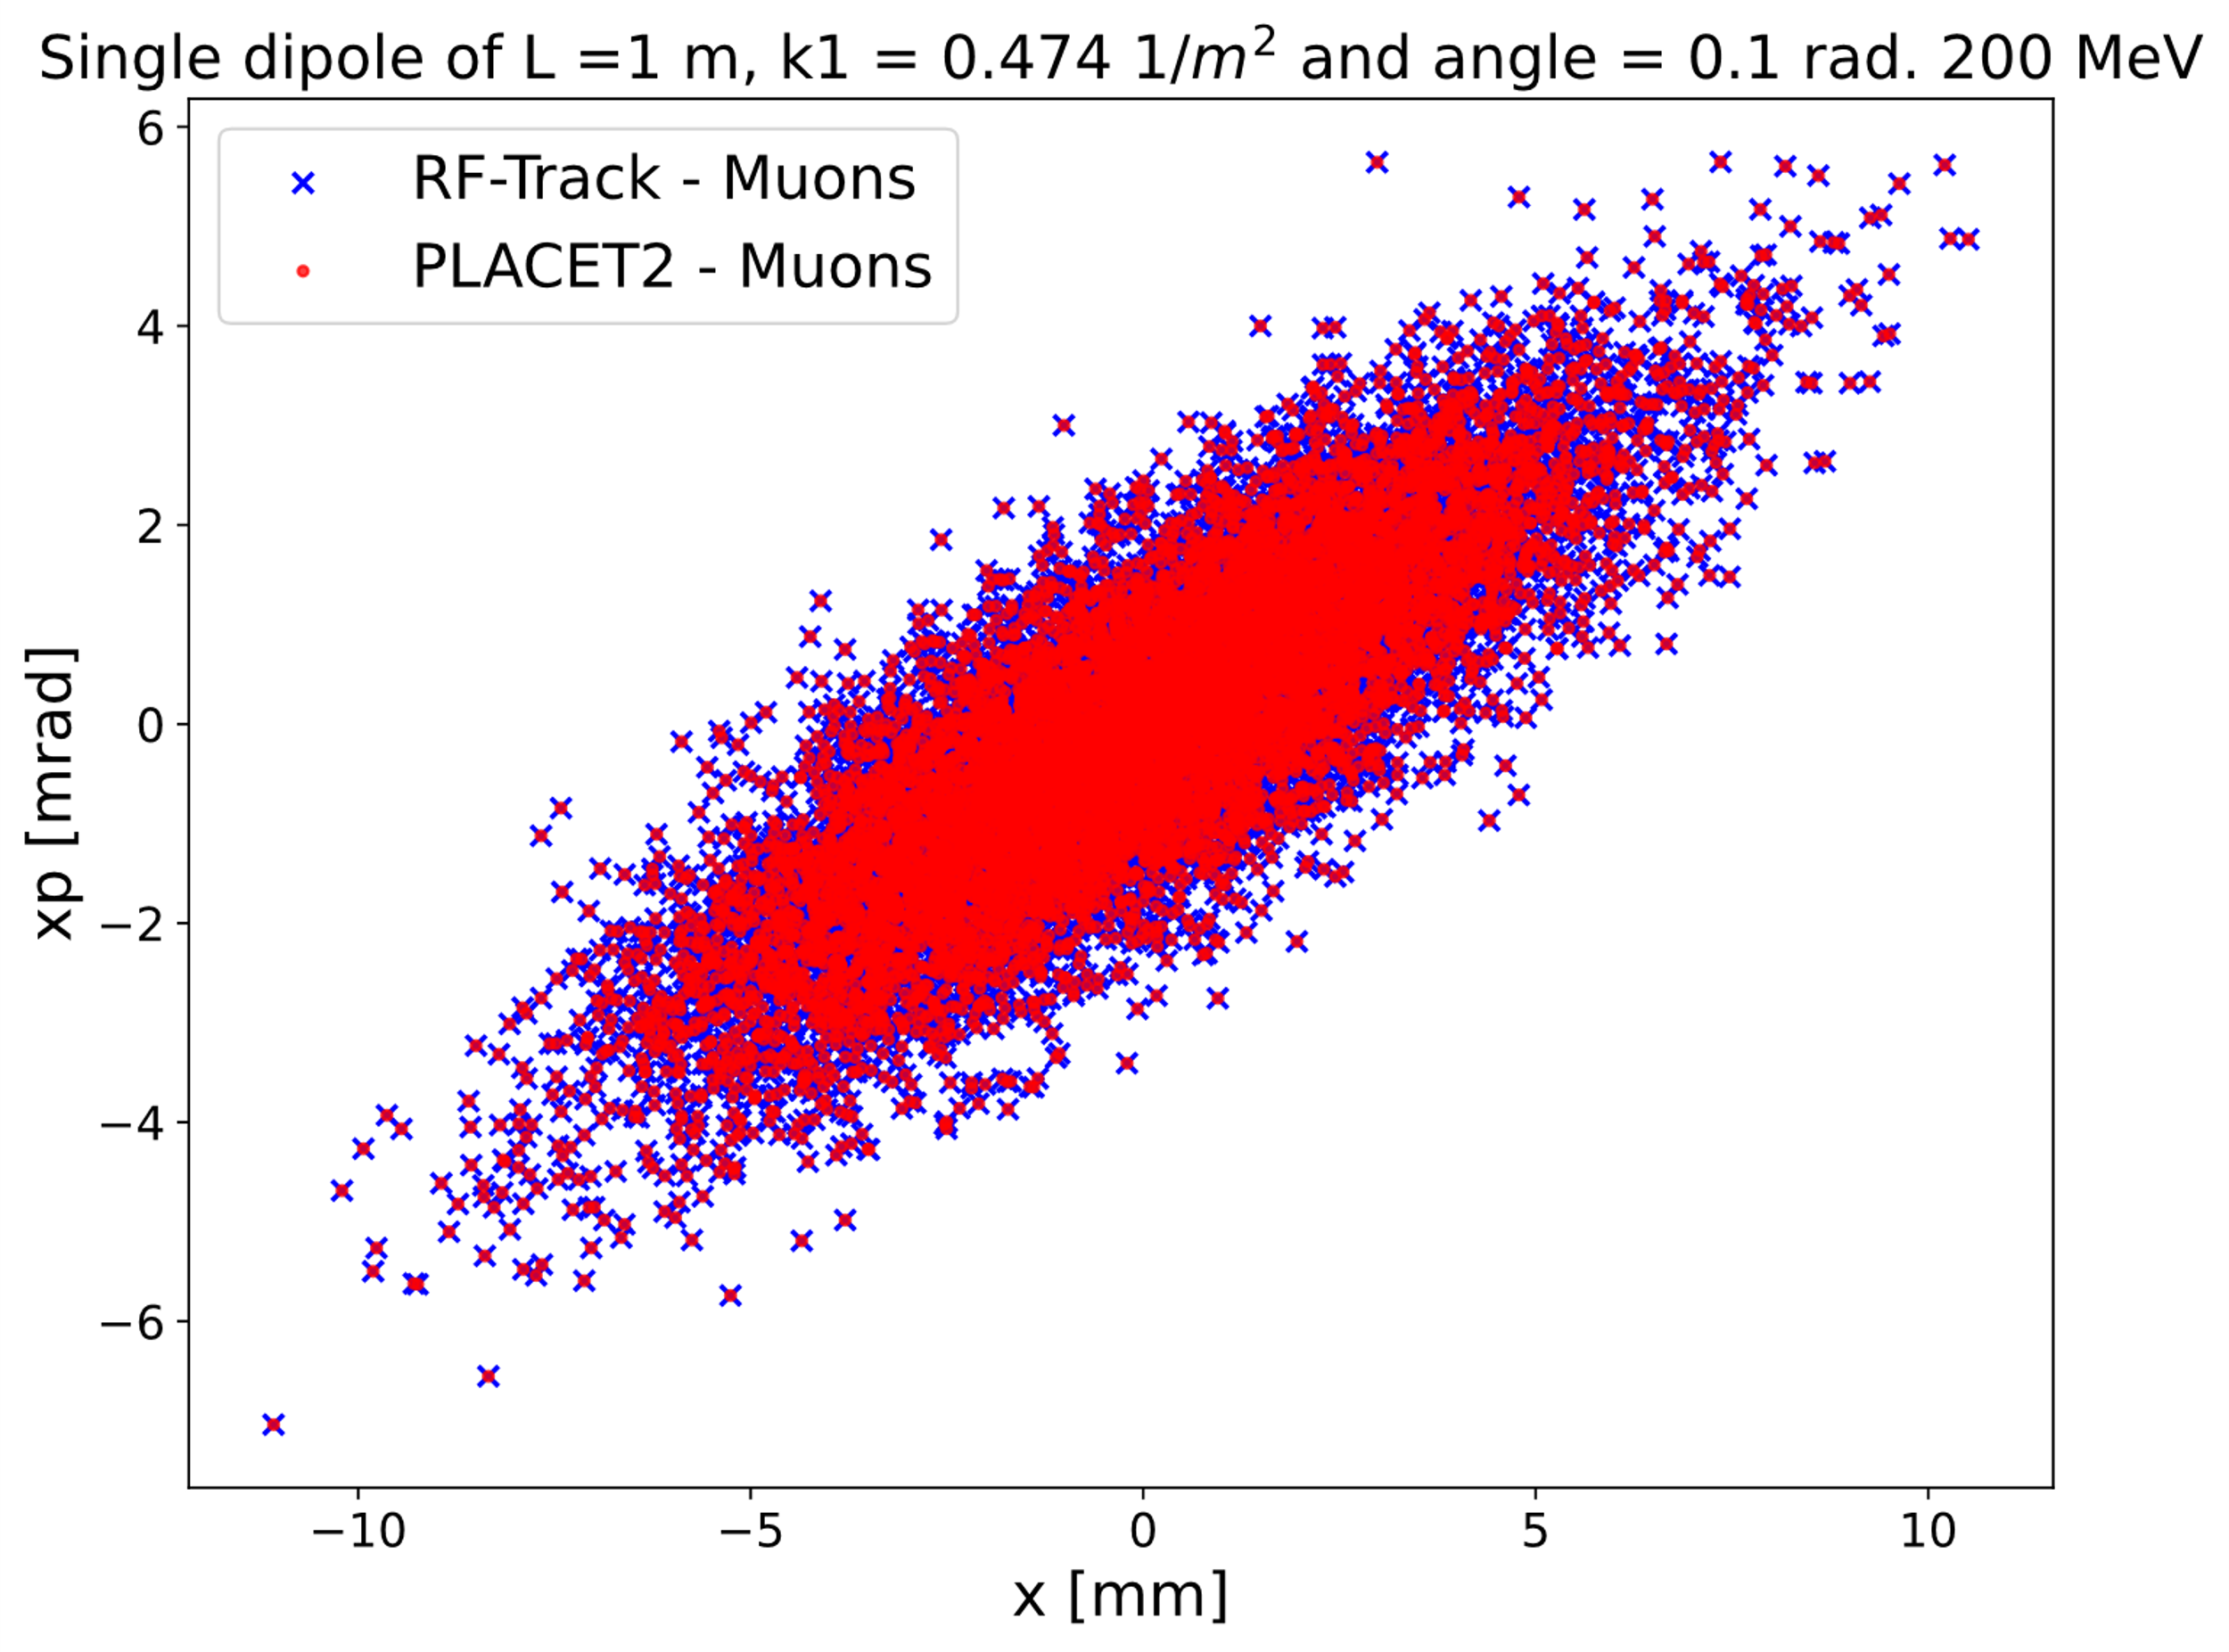 Single dipole of L =1 m, k1 = 0.474 1/m² and angle = 0.1 rad. 200 MeV
RF-Track - Muons
PLACET2 - Muons
6
4
2
0
−2
−4
−6
xp [mrad]
−10
−5
0
5
10
x [mm]